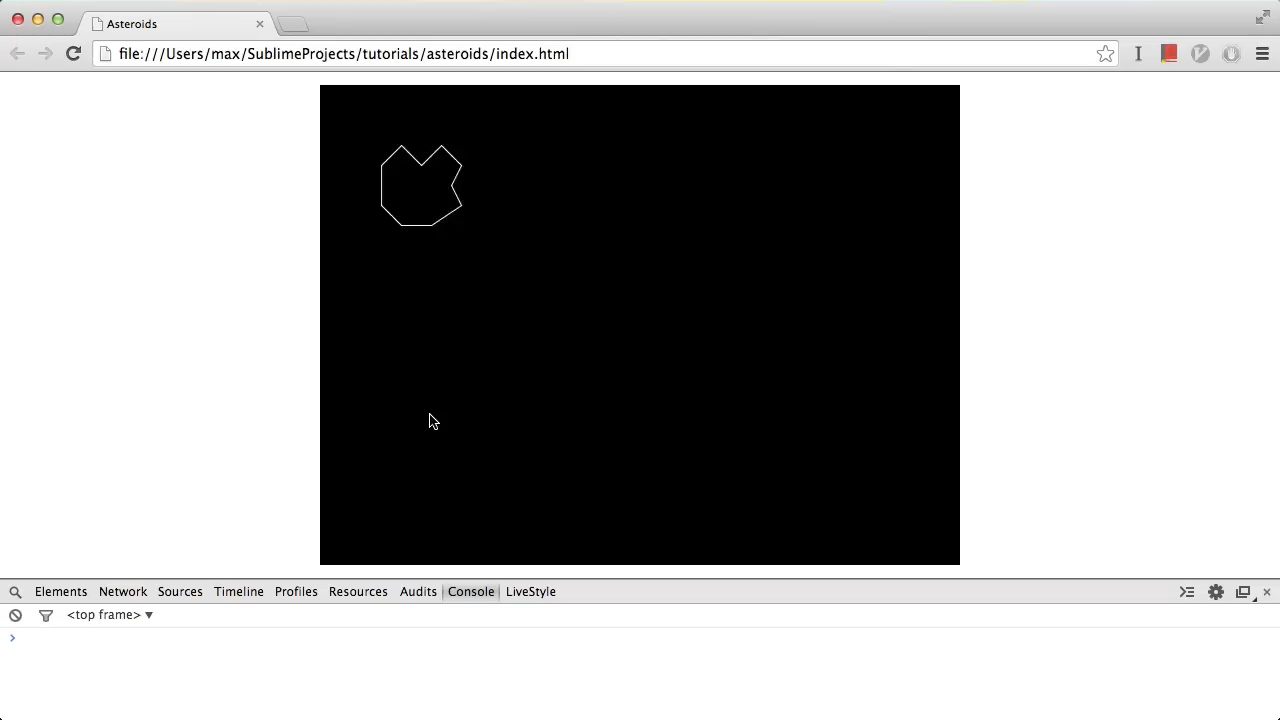 Asteroids
file:///Users/max/SublimeProjects/tutorials/asteroids/index.html
Elements Network Sources Timeline Profiles Resources Audits Console LiveStyle
<top frame>